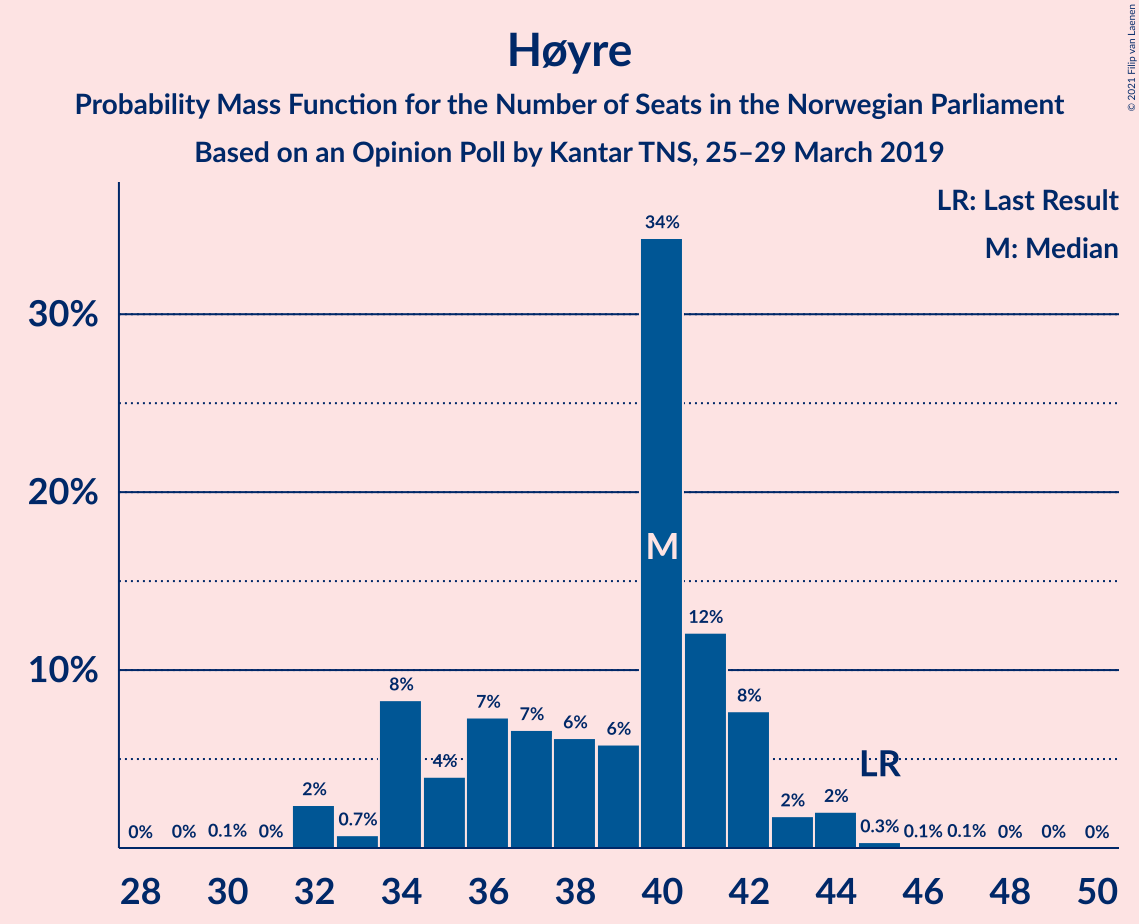 Høyre
Probability Mass Function for the Number of Seats in the Norwegian Parliament
Based on an Opinion Poll by Kantar TNS, 25–29 March 2019
© 2021 Filip van Laenen
LR: Last Result
M: Median
30%
20%
10%
0%
0%
0.1%
0%
2%
0.7%
8%
4%
7%
7%
6%
6%
34%
M
12%
8%
2%
2%
LR
0.3%
0.1%
0.1%
0%
0%
0%
28 30 32 34 36 38 40 42 44 46 48 50